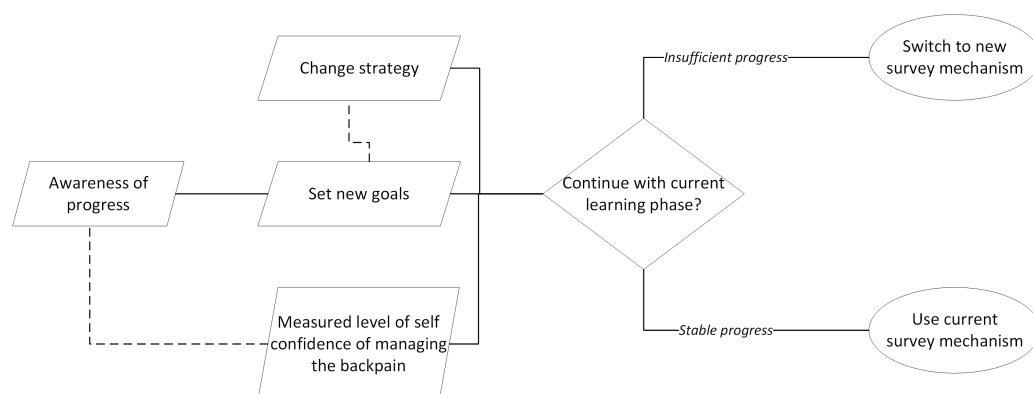 Change strategy
Awareness of
progress
Set new goals
Measured level of self
confidence of managing
the backpain
Continue with current
learning phase?
Insufficient progress
Switch to new
survey mechanism
Stable progress
Use current
survey mechanism